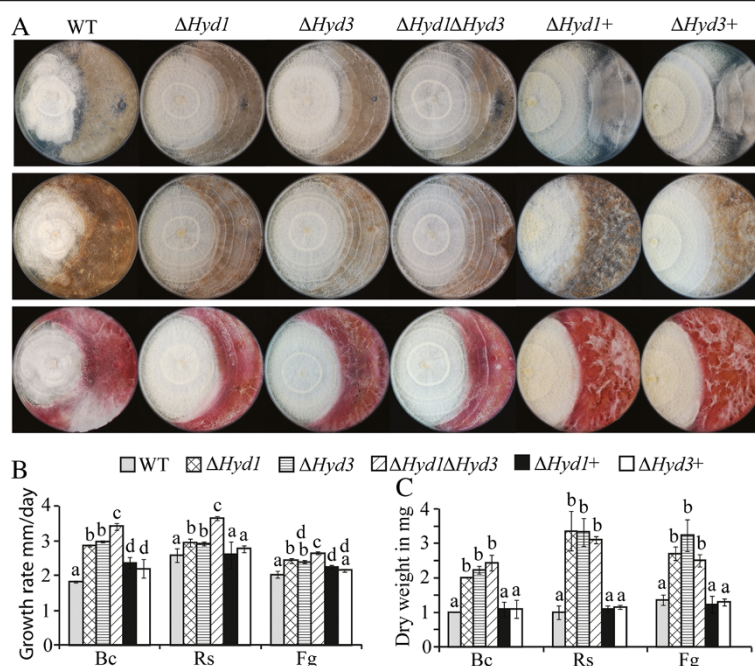 A WT ΔHyd1 ΔHyd3 ΔHyd1ΔHyd3 ΔHyd1+ ΔHyd3+
WT ΔHyd1 ΔHyd3 ΔHyd1ΔHyd3 ΔHyd1+ ΔHyd3+
B
Growth rate mm/day
4
3
2
1
0
a b b c d d
a b b c a a
a b d b c d d a
Bc Rs Fg
C
Dry weight in mg
4
3
2
1
0
a b b b a a
a b b b a a
a b b b a a
Bc Rs Fg